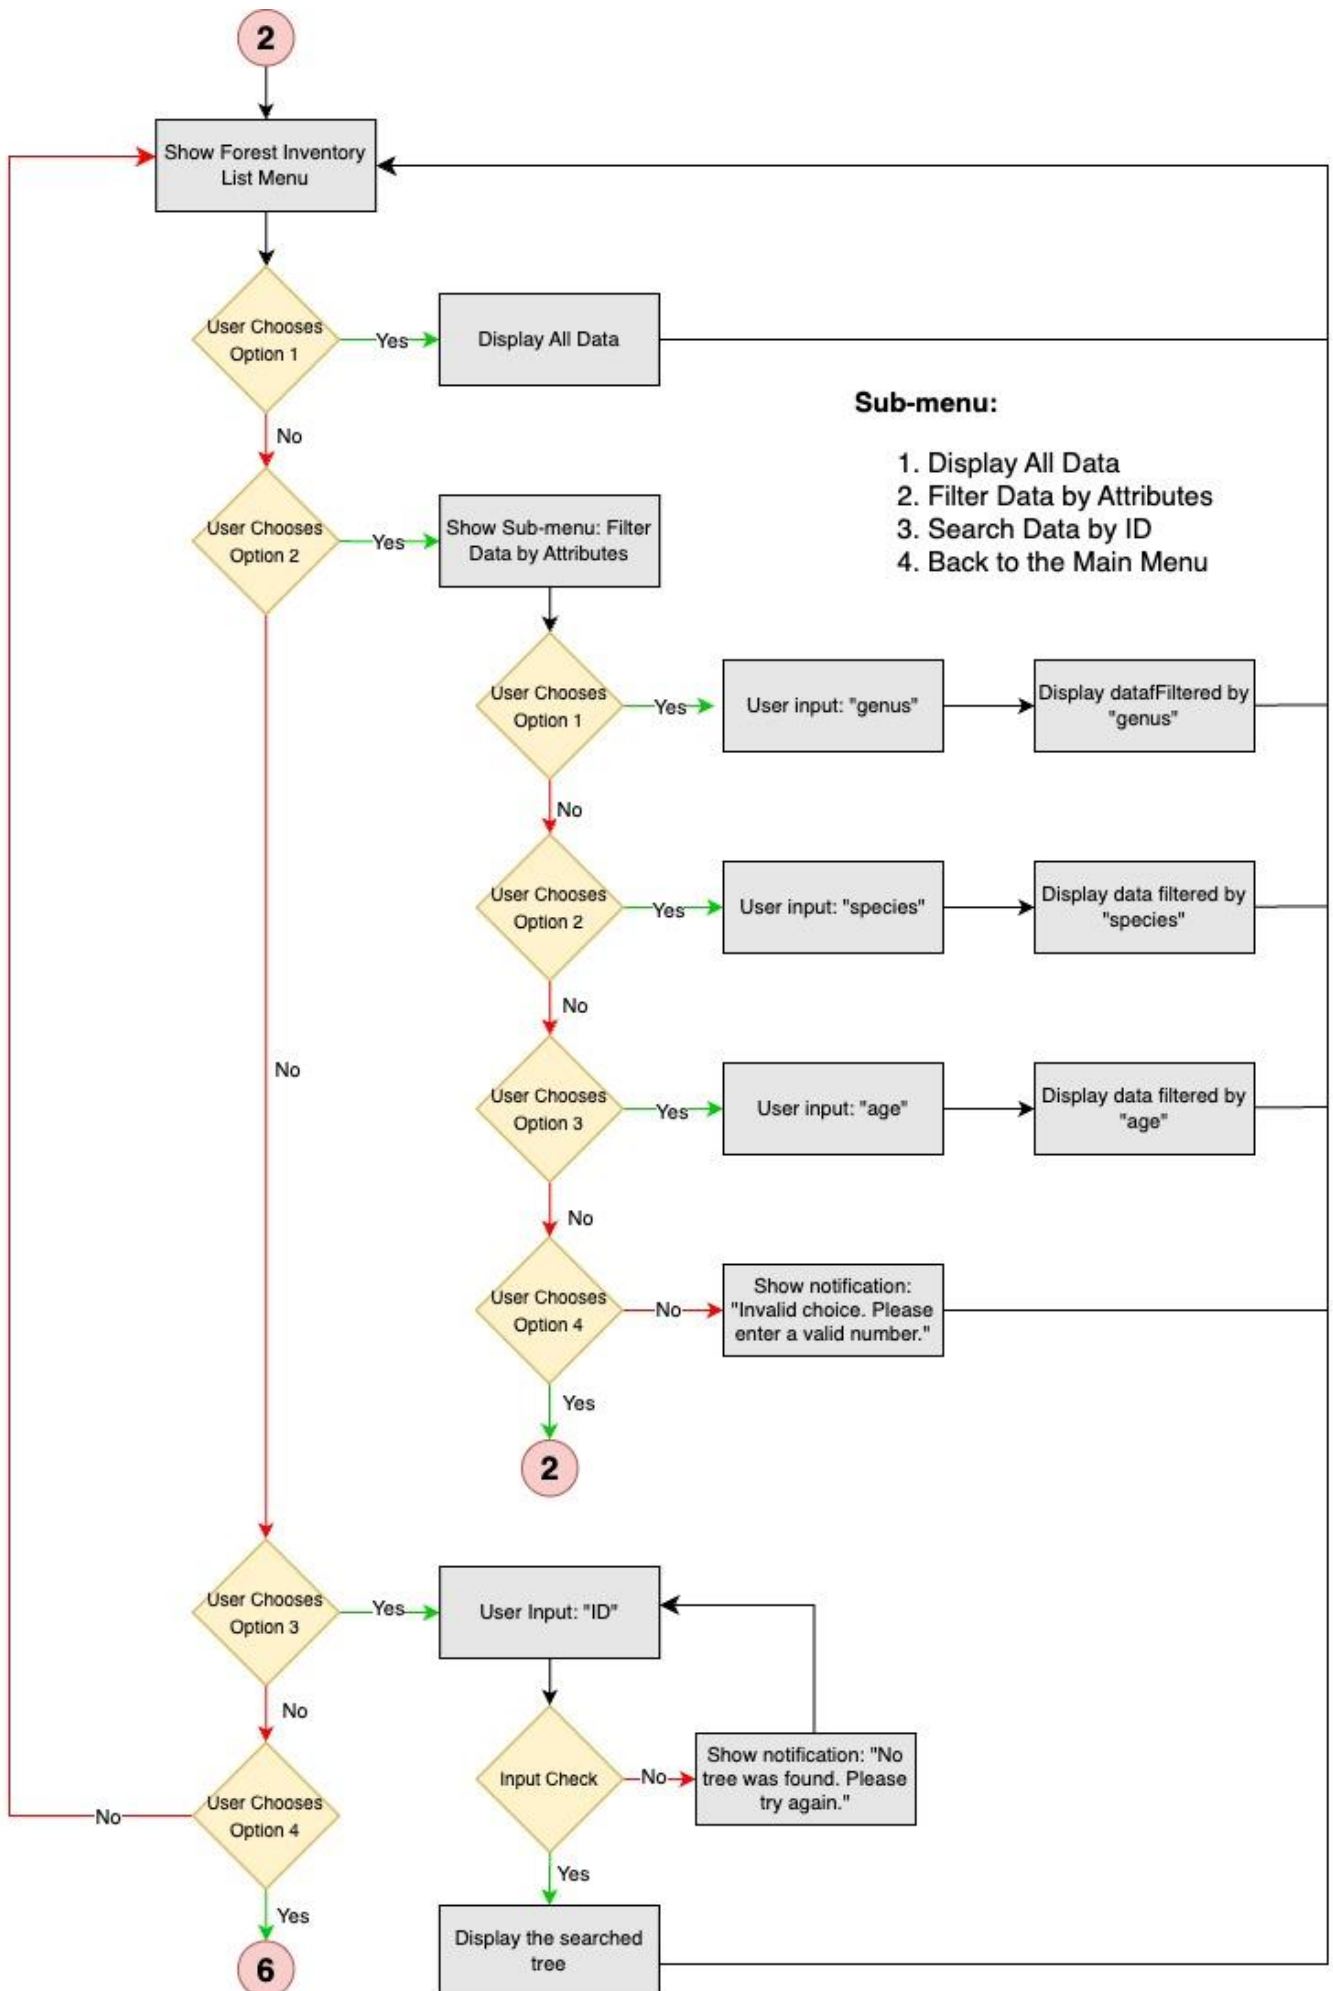 2
Show Forest Inventory
List Menu
User Chooses
Option 1
Yes
Display All Data
No
Sub-menu:
1. Display All Data
2. Filter Data by Attributes
3. Search Data by ID
4. Back to the Main Menu
User Chooses
Option 2
Yes
Show Sub-menu: Filter
Data by Attributes
User Chooses
Option 1
Yes
User input: "genus"
Display datafFiltered by
"genus"
No
User Chooses
Option 2
Yes
User input: "species"
Display data filtered by
"species"
No
No
User Chooses
Option 3
Yes
User input: "age"
Display data filtered by
"age"
No
User Chooses
Option 4
No
Show notification:
"Invalid choice. Please
enter a valid number."
Yes
2
User Chooses
Option 3
Yes
User Input: "ID"
No
Input Check
No
Show notification: "No
tree was found. Please
try again."
User Chooses
Option 4
No
Yes
Yes
Display the searched
tree
6